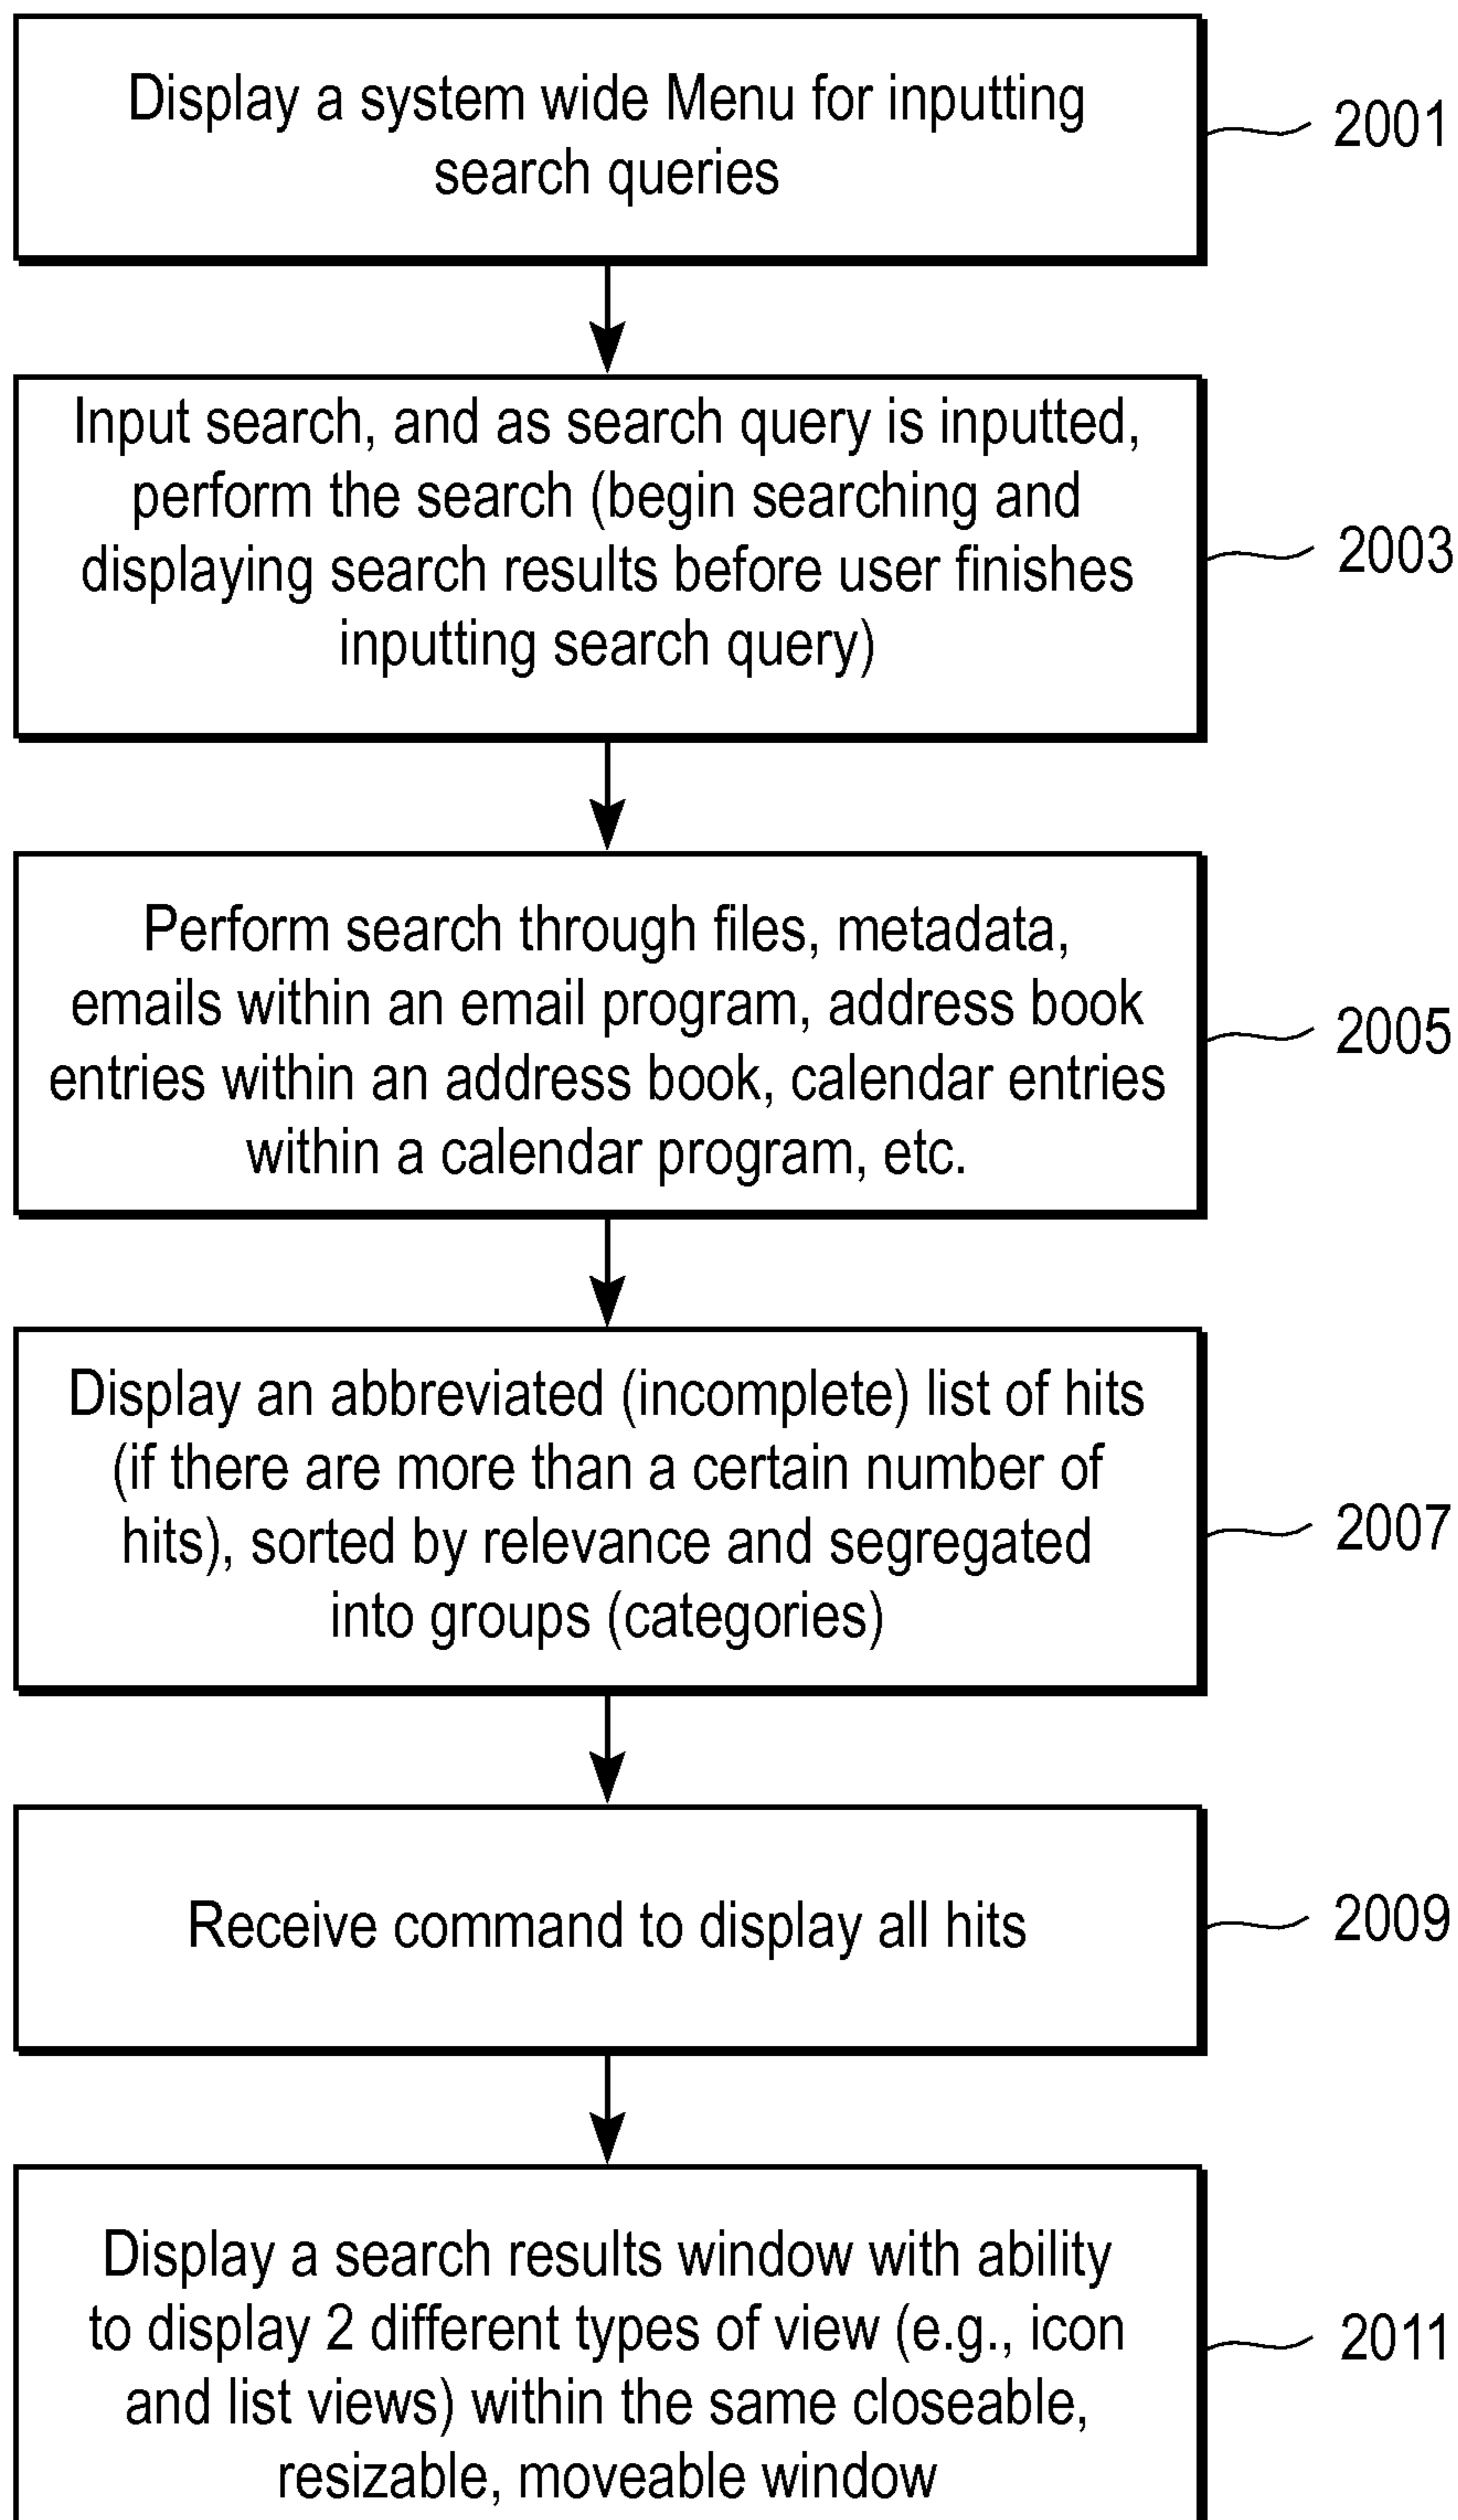 Display a system wide Menu for inputting
search queries
2001
Input search, and as search query is inputted,
perform the search (begin searching and
displaying search results before user finishes
inputting search query)
2003
Perform search through files, metadata,
emails within an email program, address book
entries within an address book, calendar entries
within a calendar program, etc.
2005
Display an abbreviated (incomplete) list of hits
(if there are more than a certain number of
hits), sorted by relevance and segregated
into groups (categories)
2007
Receive command to display all hits
2009
Display a search results window with ability
to display 2 different types of view (e.g., icon
and list views) within the same closeable,
resizable, moveable window
2011